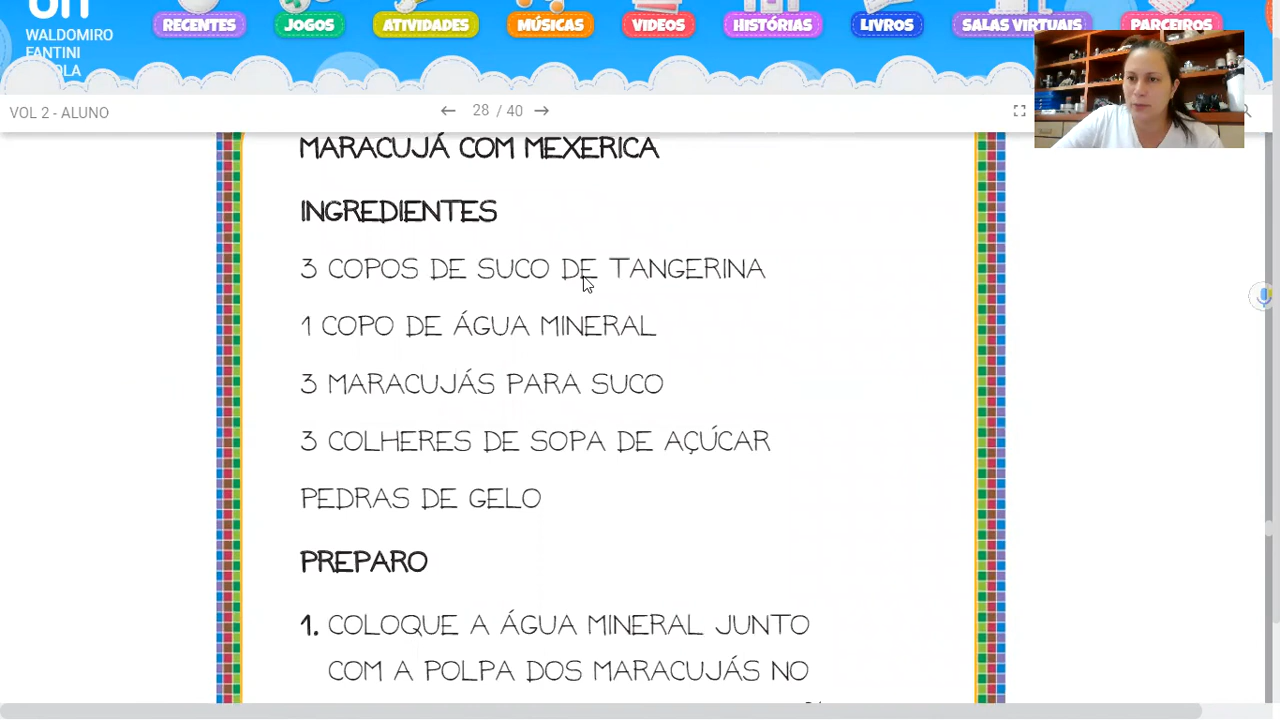 WALDOMIRO
FANTINI
RECENTES
JOGOS
ATIVIDADES
MÚSICAS
VIDEOS
HISTÓRIAS
LIVROS
SALAS VIRTUAIS
PARCEIROS
VOL 2 - ALUNO
28 / 40
MARACUJÁ COM MEXERICA
INGREDIENTES
3 COPOS DE SUCO DE TANGERINA
1 COPO DE ÁGUA MINERAL
3 MARACUJÁS PARA SUCO
3 COLHERES DE SOPA DE AÇÚCAR
PEDRAS DE GELO
PREPARO
1. COLOQUE A ÁGUA MINERAL JUNTO
COM A POLPA DOS MARACUJÁS NO